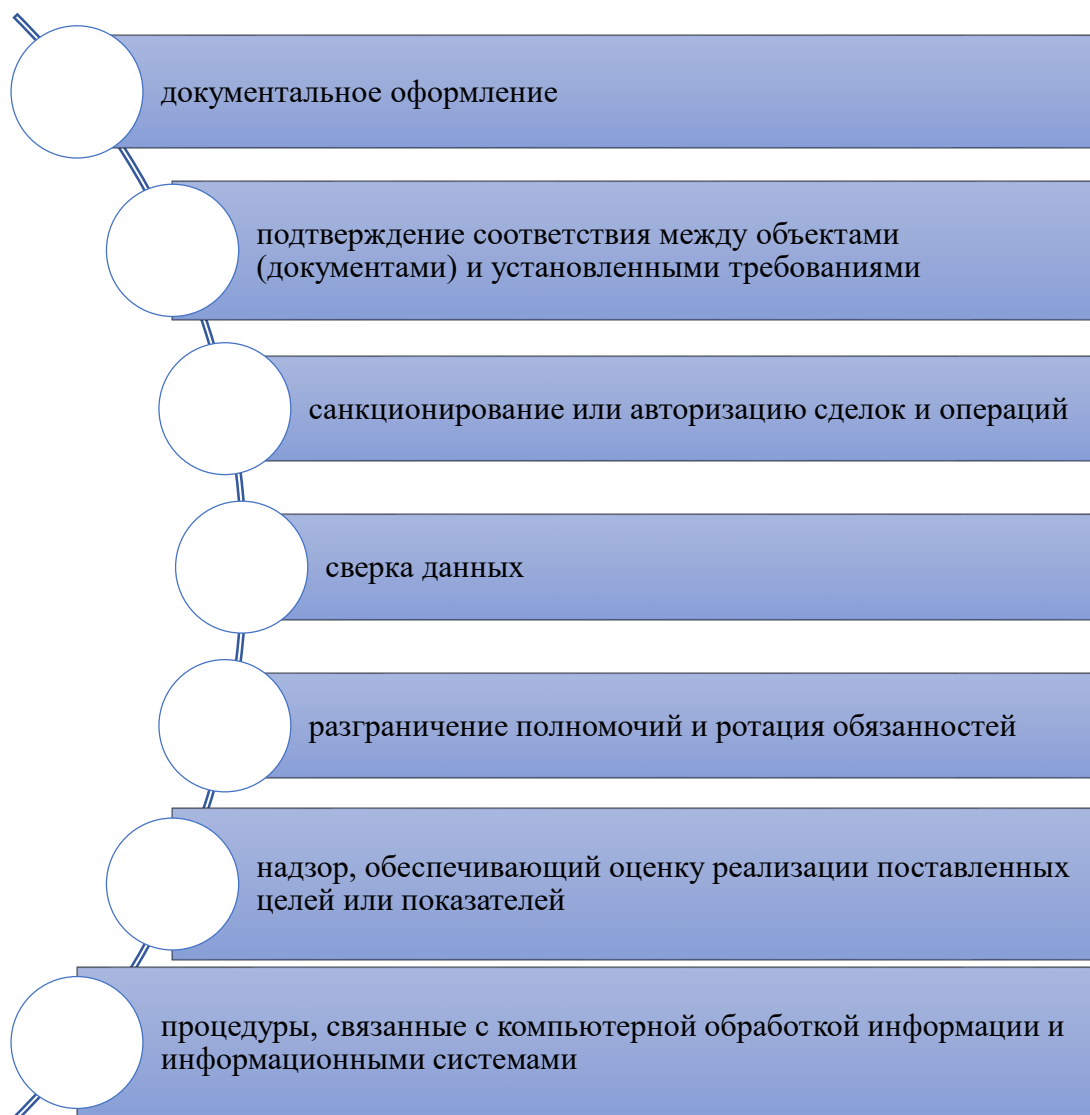 документальное оформление
подтверждение соответствия между объектами
(документами) и установленными требованиями
санкционирование или авторизацию сделок и операций
сверка данных
разграничение полномочий и ротация обязанностей
надзор, обеспечивающий оценку реализации поставленных
целей или показателей
процедуры, связанные с компьютерной обработкой информации и
информационными системами